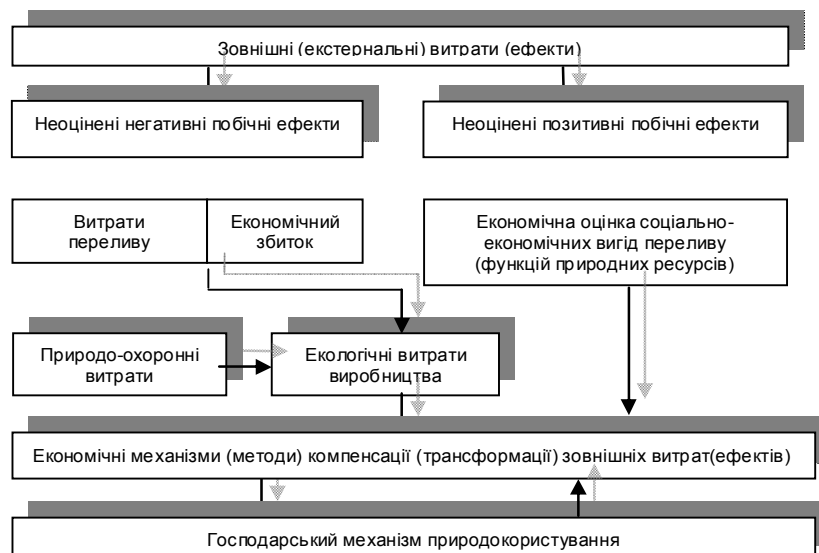 Зовнішні (екстернальні) витрати (ефекти)
Неоцінені негативні побічні ефекти
Неоцінені позитивні побічні ефекти
Витрати
переливу
Економічний
збиток
Економічна оцінка соціально-
економічних вигід переливу
(функцій природних ресурсів)
Природо-охоронні
витрати
Екологічні витрати
виробництва
Економічні механізми (методи) компенсації (трансформації) зовнішніх витрат(ефектів)
Господарський механізм природокористування